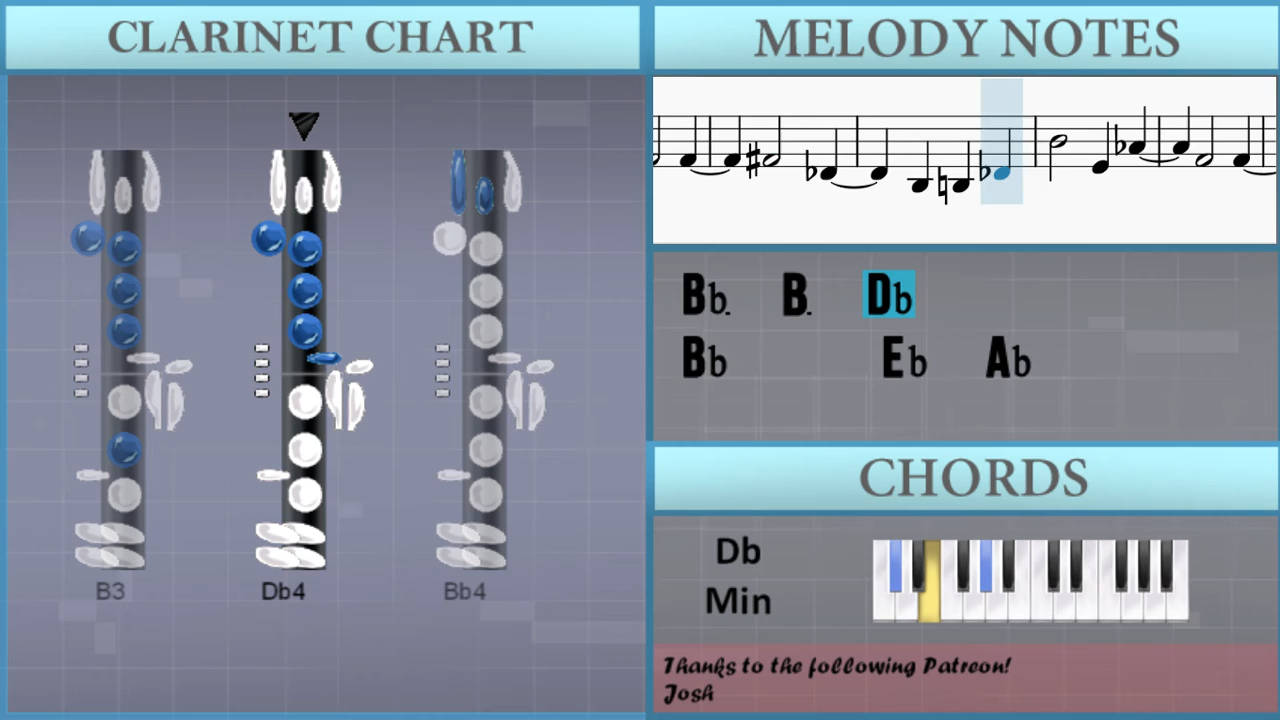 CLARINET CHART
B3 Db4 Bb4
MELODY NOTES
Bb. B. Db
Bb Eb Ab
CHORDS
Db
Min
Thanks to the following Patreon!
Josh